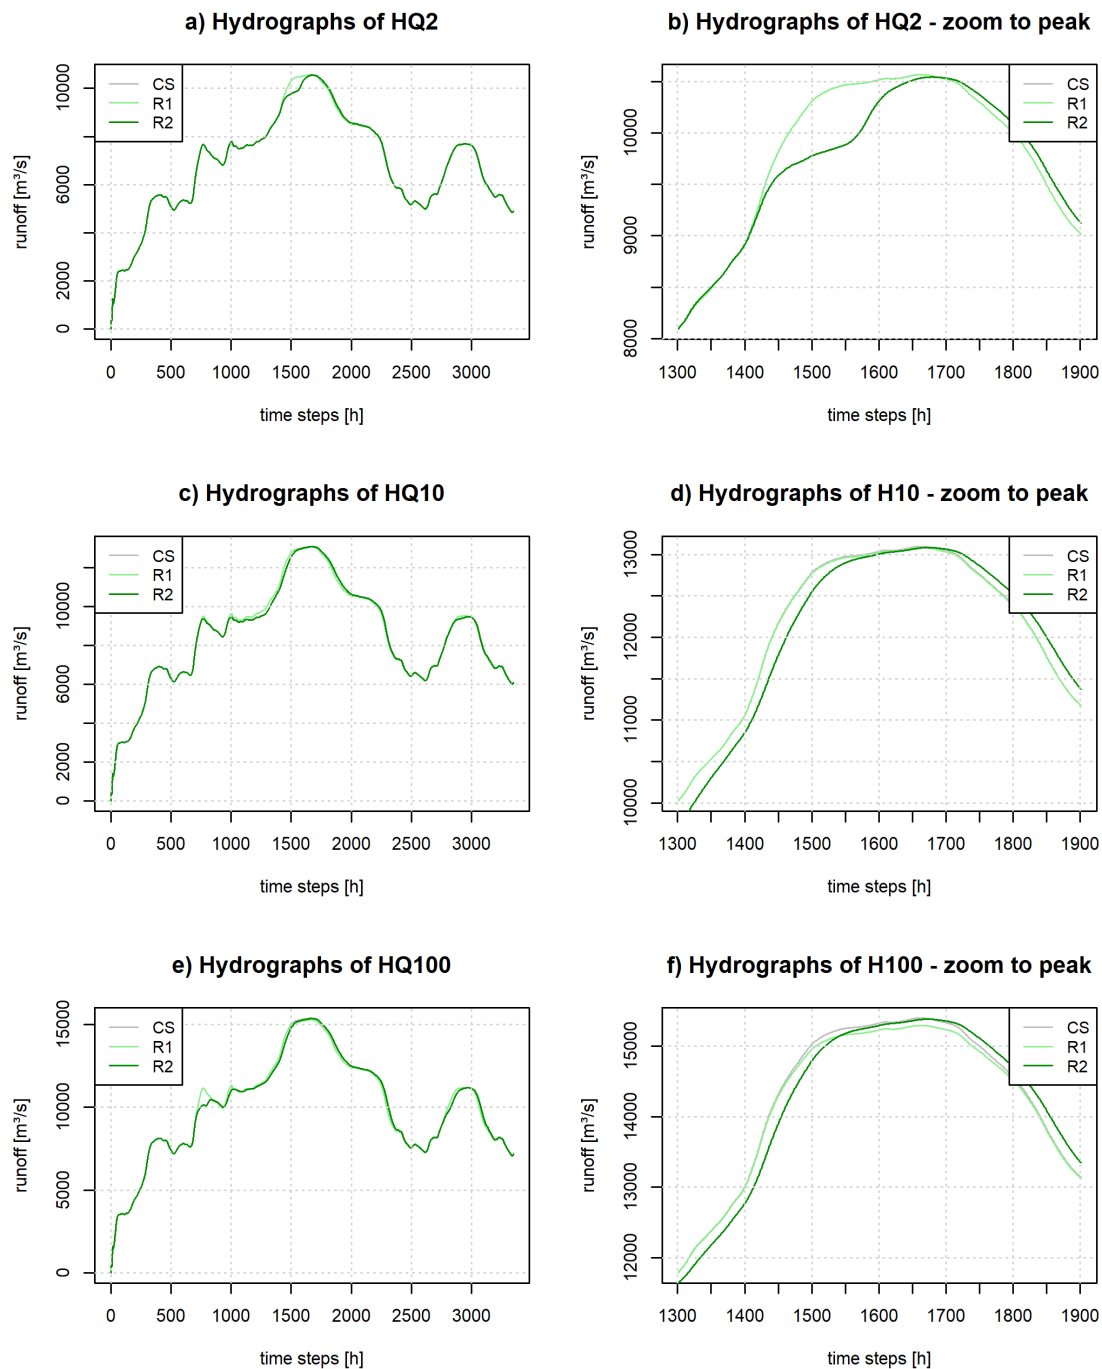 a) Hydrographs of HQ2
CS
R1
R2
runoff [m³/s]
0
2000
6000
10000
0
500
1000
1500
2000
2500
3000
time steps [h]
b) Hydrographs of HQ2 - zoom to peak
CS
R1
R2
runoff [m³/s]
8000
9000
10000
1300
1400
1500
1600
1700
1800
1900
time steps [h]
c) Hydrographs of HQ10
CS
R1
R2
runoff [m³/s]
0
2000
6000
10000
0
500
1000
1500
2000
2500
3000
time steps [h]
d) Hydrographs of H10 - zoom to peak
CS
R1
R2
runoff [m³/s]
10000
11000
12000
13000
1300
1400
1500
1600
1700
1800
1900
time steps [h]
e) Hydrographs of HQ100
CS
R1
R2
runoff [m³/s]
0
5000
10000
15000
0
500
1000
1500
2000
2500
3000
time steps [h]
f) Hydrographs of H100 - zoom to peak
CS
R1
R2
runoff [m³/s]
12000
13000
14000
15000
1300
1400
1500
1600
1700
1800
1900
time steps [h]